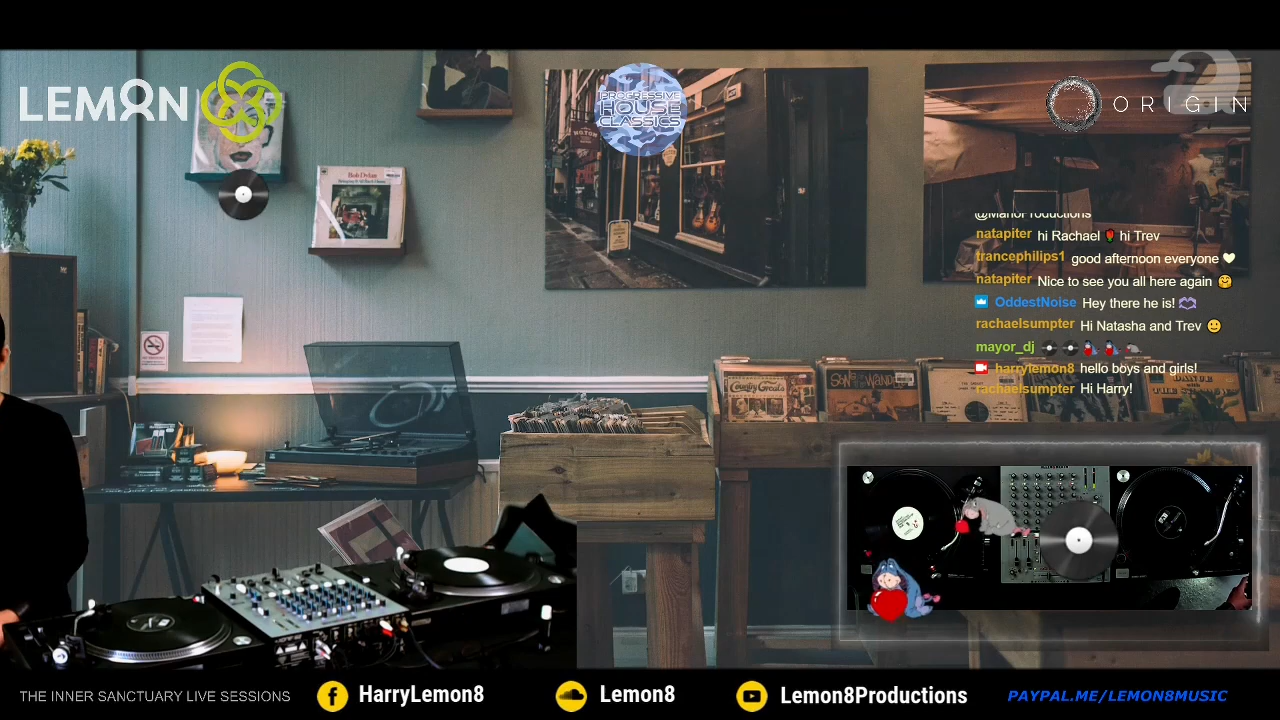 LEMON
PROGRESSIVE
HOUSE
CLASSICS
ORIGIN
Bob Dylan
natapiter hi Rachael 🌹 hi Trev
trancephilips1 good afternoon everyone 🤍
natapiter Nice to see you all here again 🤗
OddestNoise Hey there he is! 🫶
rachaelsumpter Hi Natasha and Trev 🙂
mayor_dj
harrylemon8 hello boys and girls!
rachaelsumpter Hi Harry!
Country Greats
THE INNER SANCTUARY LIVE SESSIONS
HarryLemon8
Lemon8
Lemon8Productions
PAYPAL.ME/LEMON8MUSIC